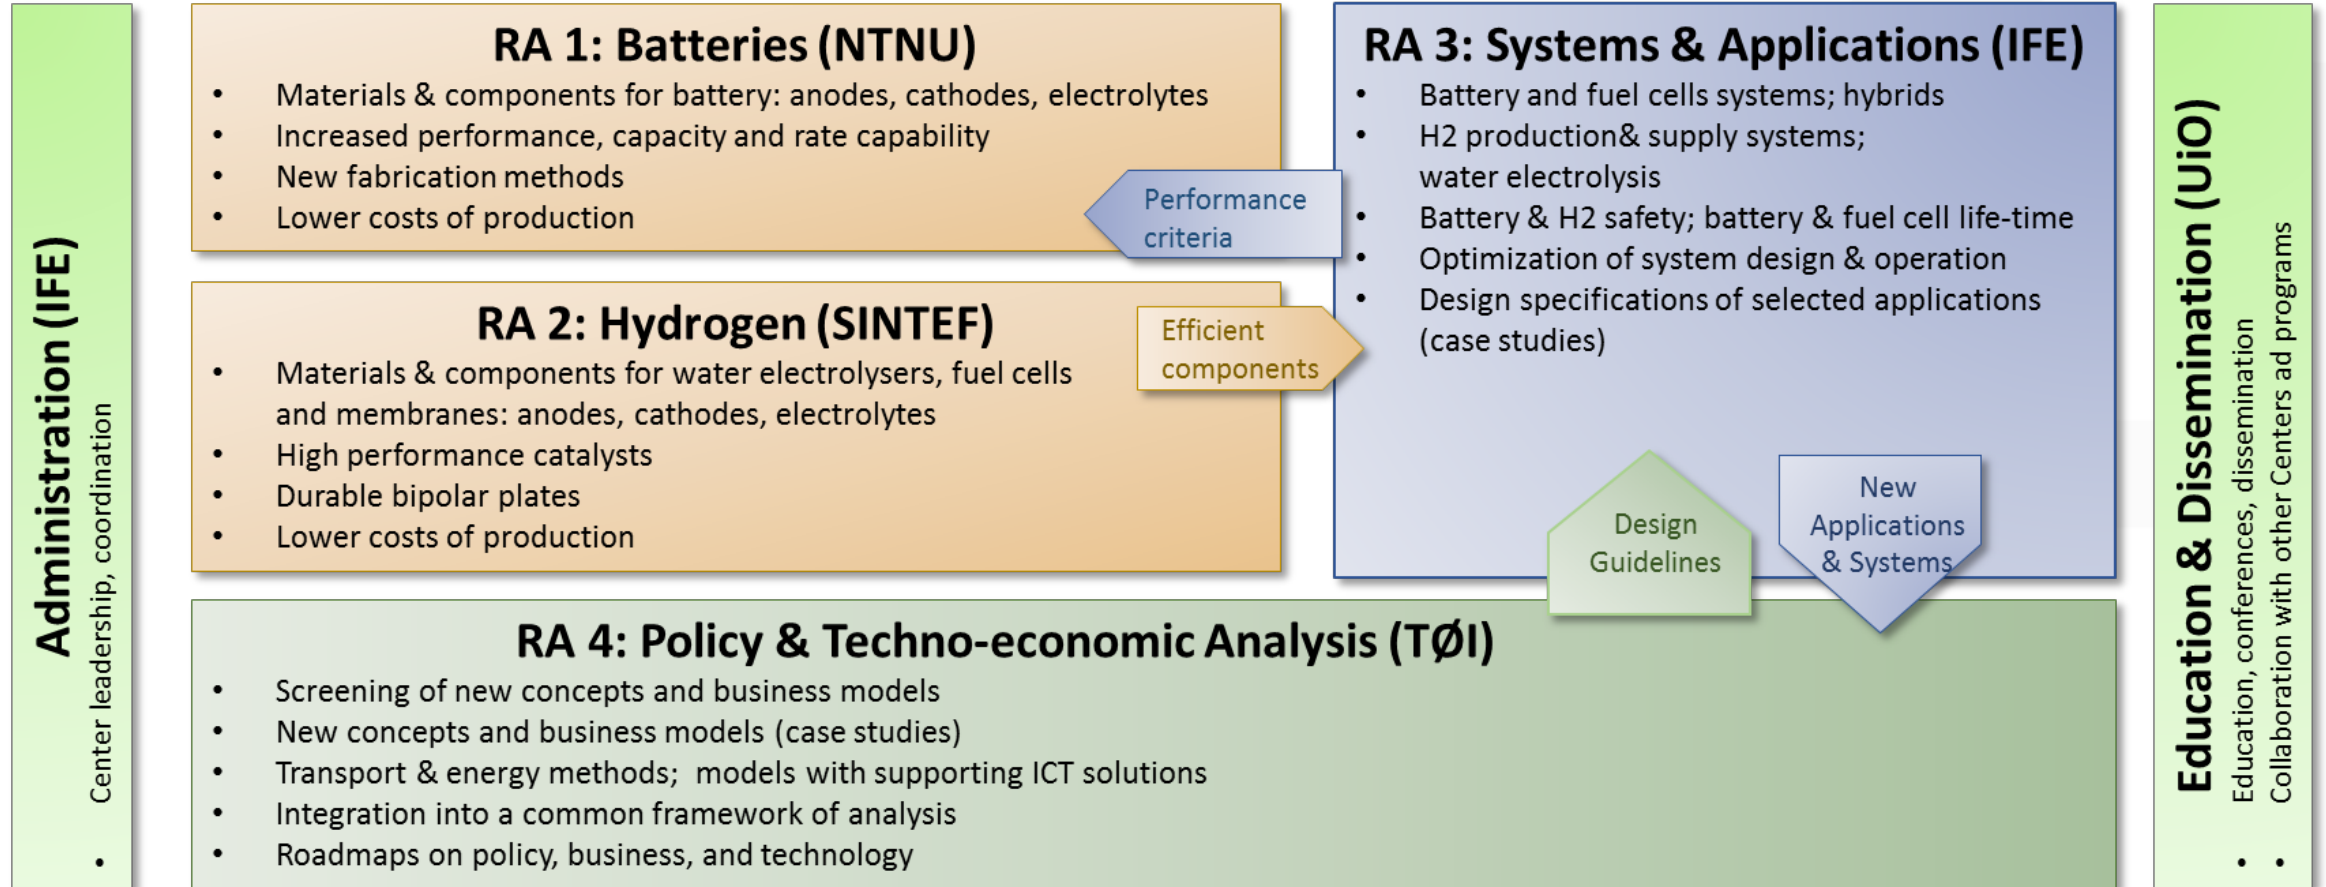 Administration (IFE)
• Center leadership, coordination
RA 1: Batteries (NTNU)
• Materials & components for battery: anodes, cathodes, electrolytes
• Increased performance, capacity and rate capability
• New fabrication methods
• Lower costs of production
Performance
criteria
RA 2: Hydrogen (SINTEF)
• Materials & components for water electrolysers, fuel cells
and membranes: anodes, cathodes, electrolytes
• High performance catalysts
• Durable bipolar plates
• Lower costs of production
Efficient
components
RA 3: Systems & Applications (IFE)
• Battery and fuel cells systems; hybrids
• H2 production& supply systems;
water electrolysis
• Battery & H2 safety; battery & fuel cell life-time
• Optimization of system design & operation
• Design specifications of selected applications
(case studies)
Design
Guidelines
New
Applications
& Systems
RA 4: Policy & Techno-economic Analysis (TØI)
• Screening of new concepts and business models
• New concepts and business models (case studies)
• Transport & energy methods; models with supporting ICT solutions
• Integration into a common framework of analysis
• Roadmaps on policy, business, and technology
Education & Dissemination (UiO)
• Education, conferences, dissemination
• Collaboration with other Centers ad programs